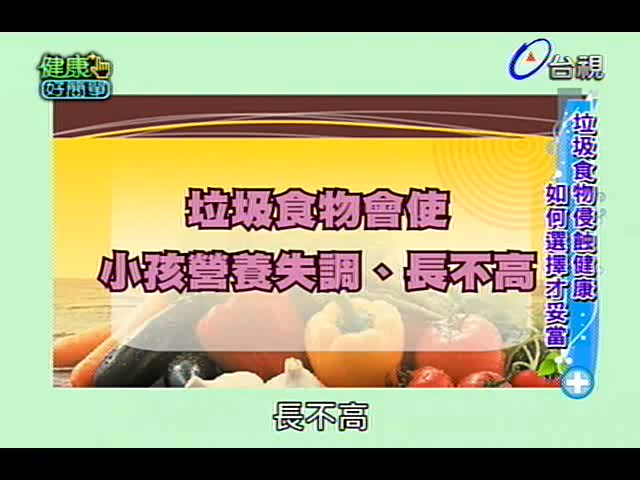 健康
好簡單
台視
垃圾食物侵蝕健康
如何選擇才妥當
垃圾食物會使
小孩營養失調、長不高
長不高